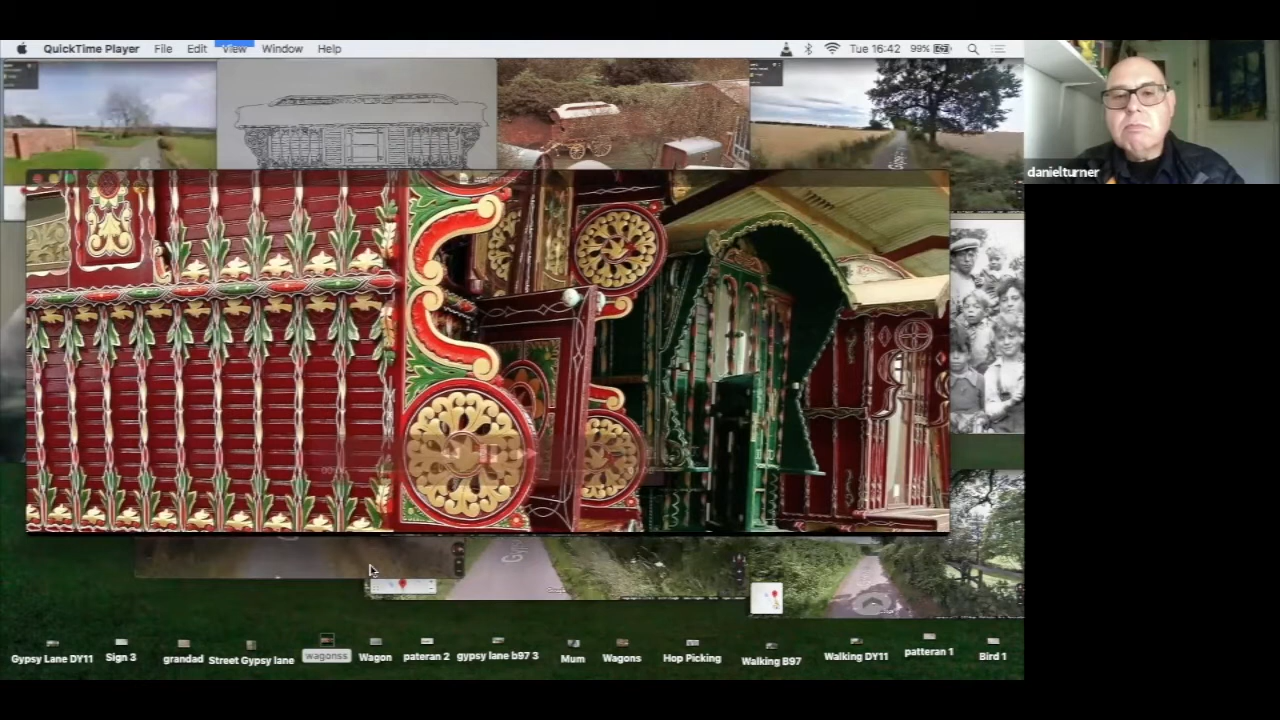 QuickTime Player File Edit View Window Help Tue 16:42 99%
danielturner
Gypsy Lane DY11 Sign 3 grandad Street Gypsy lane wagonss Wagon pateran 2 gypsy lane b97 3 Mum Wagons Hop Picking Walking B97 Walking DY11 patteran 1 Bird 1